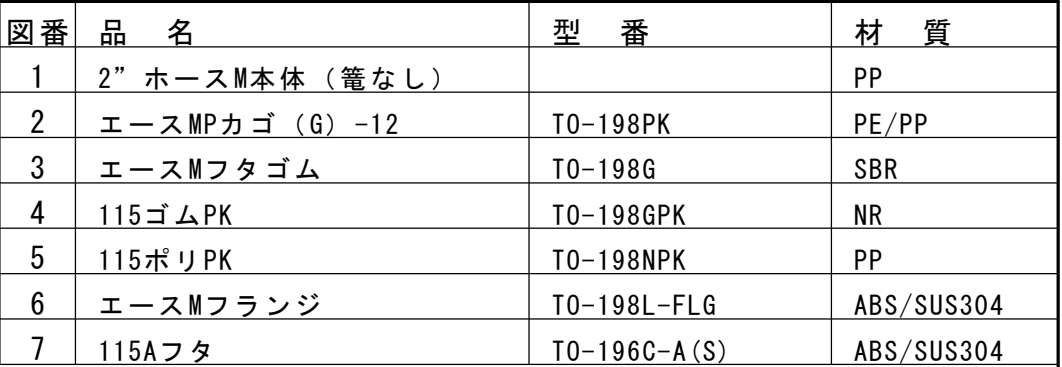 図番 品　名 型　番 材　質
1 2”ホースM本体（篭なし） PP
2 エースMPカゴ（G）-12 TO-198PK PE/PP
3 エースMフタゴム TO-198G SBR
4 115ゴムPK TO-198GPK NR
5 115ポリPK TO-198NPK PP
6 エースMフランジ TO-198L-FLG ABS/SUS304
7 115Aフタ TO-196C-A(S) ABS/SUS304